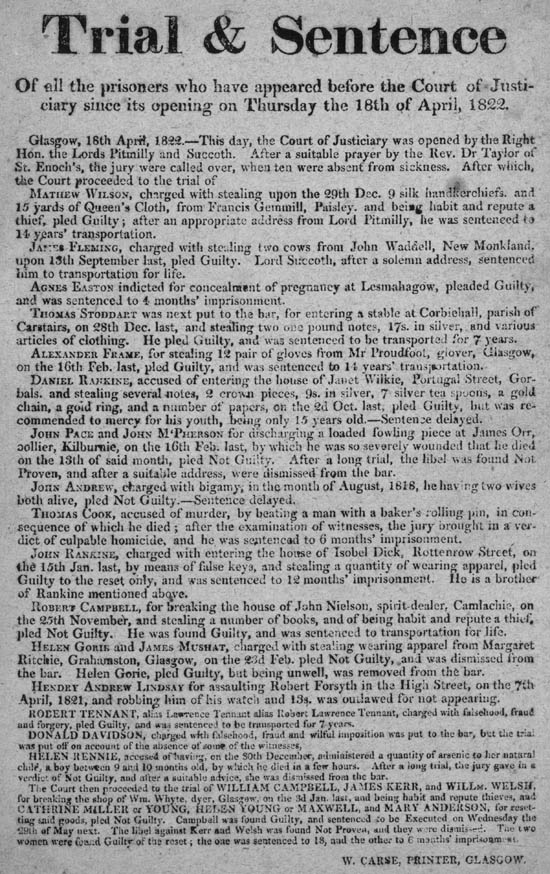 Trial & Sentence
Of all the prisoners who have appeared before the Court of Justi-
ciary since its opening on Thursday the 18th of April, 1822.
Glasgow, 18th April, 1822.—This day, the Court of Justiciary was opened by the Right
Hon. the Lords Pitmilly and Succoth. After a suitable prayer by the Rev. Dr Taylor of
St. Enoch's, the jury were called over, when ten were absent from sickness. After which,
the Court proceeded to the trial of
MATHEW WILSON, charged with stealing upon the 29th Dec. 9 silk handkerchiefs. and
15 yards of Queen's Cloth, from Francis Gemmill, Paisley. and being habit and repute a
thief, pled Guilty; after an appropriate address from Lord Pitmilly, he was sentenced to
14 years' transportation.
JAMES FLEMING, charged with stealing two cows from John Waddell, New Monkland,
upon 13th September last, pled Guilty. Lord Succoth, after a solemn address, sentenced
him to transportation for life.
AGNES EASTON indicted for concealment of pregnancy at Lesmahagow, pleaded Guilty,
and was sentenced to 4 months' imprisonment.
THOMAS STODDART was next put to the bar, for entering a stable at Corbiehall, parish of
Carstairs, on 28th Dec. last, and stealing two one pound notes, 17s. in silver, and various
articles of clothing. He pled Guilty, and was sentenced to be transported for 7 years.
ALEXANDER FRAME, for stealing 12 pair of gloves from Mr Proudfoot, glover, Glasgow,
on the 16th Feb. last, pled Guilty, and was sentenced to 14 years' transportation.
DANIEL RANKINE, accused of entering the house of Janet Wilkie, Portugal Street, Gor-
bals. and stealing several notes, 2 crown pieces, 9s. in silver, 7 silver tea spoons, a gold
chain, a gold ring, and a number of papers, on the 2d Oct. last, pled Guilty, but was re-
commended to mercy for his youth, being only 15 years old.—Sentence delayed.
JOHN PACE and JOHN M'PHERSON for discharging a loaded fowling piece at James Orr,
collier, Kilburnie, on the 16th Feb. last, by which he was so severely wounded that he died
on the 13th of said month, pled Not Guilty. After a long trial, the libel was found Not
Proven, and after a suitable address, were dismissed from the bar.
JOHN ANDREW, charged with bigamy, in the month of August, 1818, he having two wives
both alive, pled Not Guilty.—Sentence delayed.
THOMAS COOK, accused of murder, by beating a man with a baker's rolling pin, in con-
sequence of which he died; after the examination of witnesses, the jury brought in a ver-
dict of culpable homicide, and he was sentenced to 6 months' imprisonment.
JOHN RANKINE, charged with entering the house of Isobel Dick, Rottenrow Street, on
the 15th Jan. last, by means of false keys, and stealing a quantity of wearing apparel, pled
Guilty to the reset only, and was sentenced to 12 months' imprisonment. He is a brother
of Rankine mentioned above.
ROBERT CAMPBELL, for breaking the house of John Nielson, spirit-dealer, Camlachie, on
the 25th November, and stealing a number of books, and of being habit and repute a thief,
pled Not Guilty. He was found Guilty, and was sentenced to transportation for life.
HELEN GORIE and JAMES MUSHAT, charged with stealing wearing apparel from Margaret
Ritchie, Grahamston, Glasgow, on the 23d Feb. pled Not Guilty, and was dismissed from
the bar. Helen Gorie, pled Guilty, but being unwell, was removed from the bar.
HENDRY ANDREW LINDSAY for assaulting Robert Forsyth in the High Street, on the 7th
April, 1821, and robbing him of his watch and 13s. was outlawed for not appearing.
ROBERT TENNANT, alias Lawrence Tennant alias Robert Lawrence Tennant, charged with falsehood, fraud
and forgery, pled Guilty, and was sentenced to be transported for 7 years.
DONALD DAVIDSON, charged with falsehood, fraud and wilful imposition was put to the bar, but the trial
was put off on account of the absence of some of the witnesses,
HELEN RENNIE, accused of having, on the 30th December, administered a quantity of arsenic to her natural
child, a boy between 9 and 10 months old, by which he died in a few hours. After a long trial, the jury gave in a
verdict of Not Guilty, and after a suitable advice, she was dismissed from the bar.
The Court then proceeded to the trial of WILLIAM CAMPBELL, JAMES KERR, and WILLM. WELSH,
for breaking the shop of Wm. Whyte, dyer, Glasgow, on the 3d Jan. last, and being habit and repute thieves, and
CATHERINE MILLER or YOUNG, HELEN YOUNG or MAXWELL, and MARY ANDERSON, for reset-
ting said goods, pled Not Guilty. Campbell was found Guilty, and sentenced to be Executed on Wednesday the
29th of May next. The libel against Kerr and Welsh was found Not Proven, and they were dismissed. The two
women were found Guilty of the reset; the one was sentenced to 18, and the other to 6 months' imprisonment.
W. CARSE, PRINTER, GLASGOW.